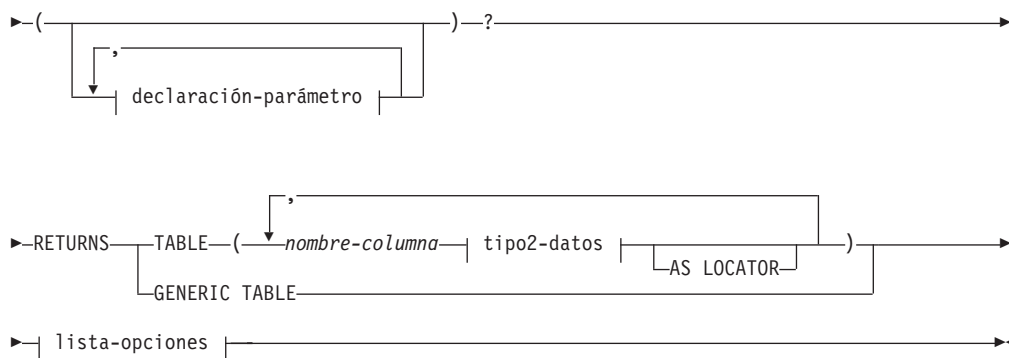 ( ) ?
,
declaración-parámetro
,
RETURNS TABLE ( nombre-columna tipo2-datos )
AS LOCATOR
GENERIC TABLE
lista-opciones